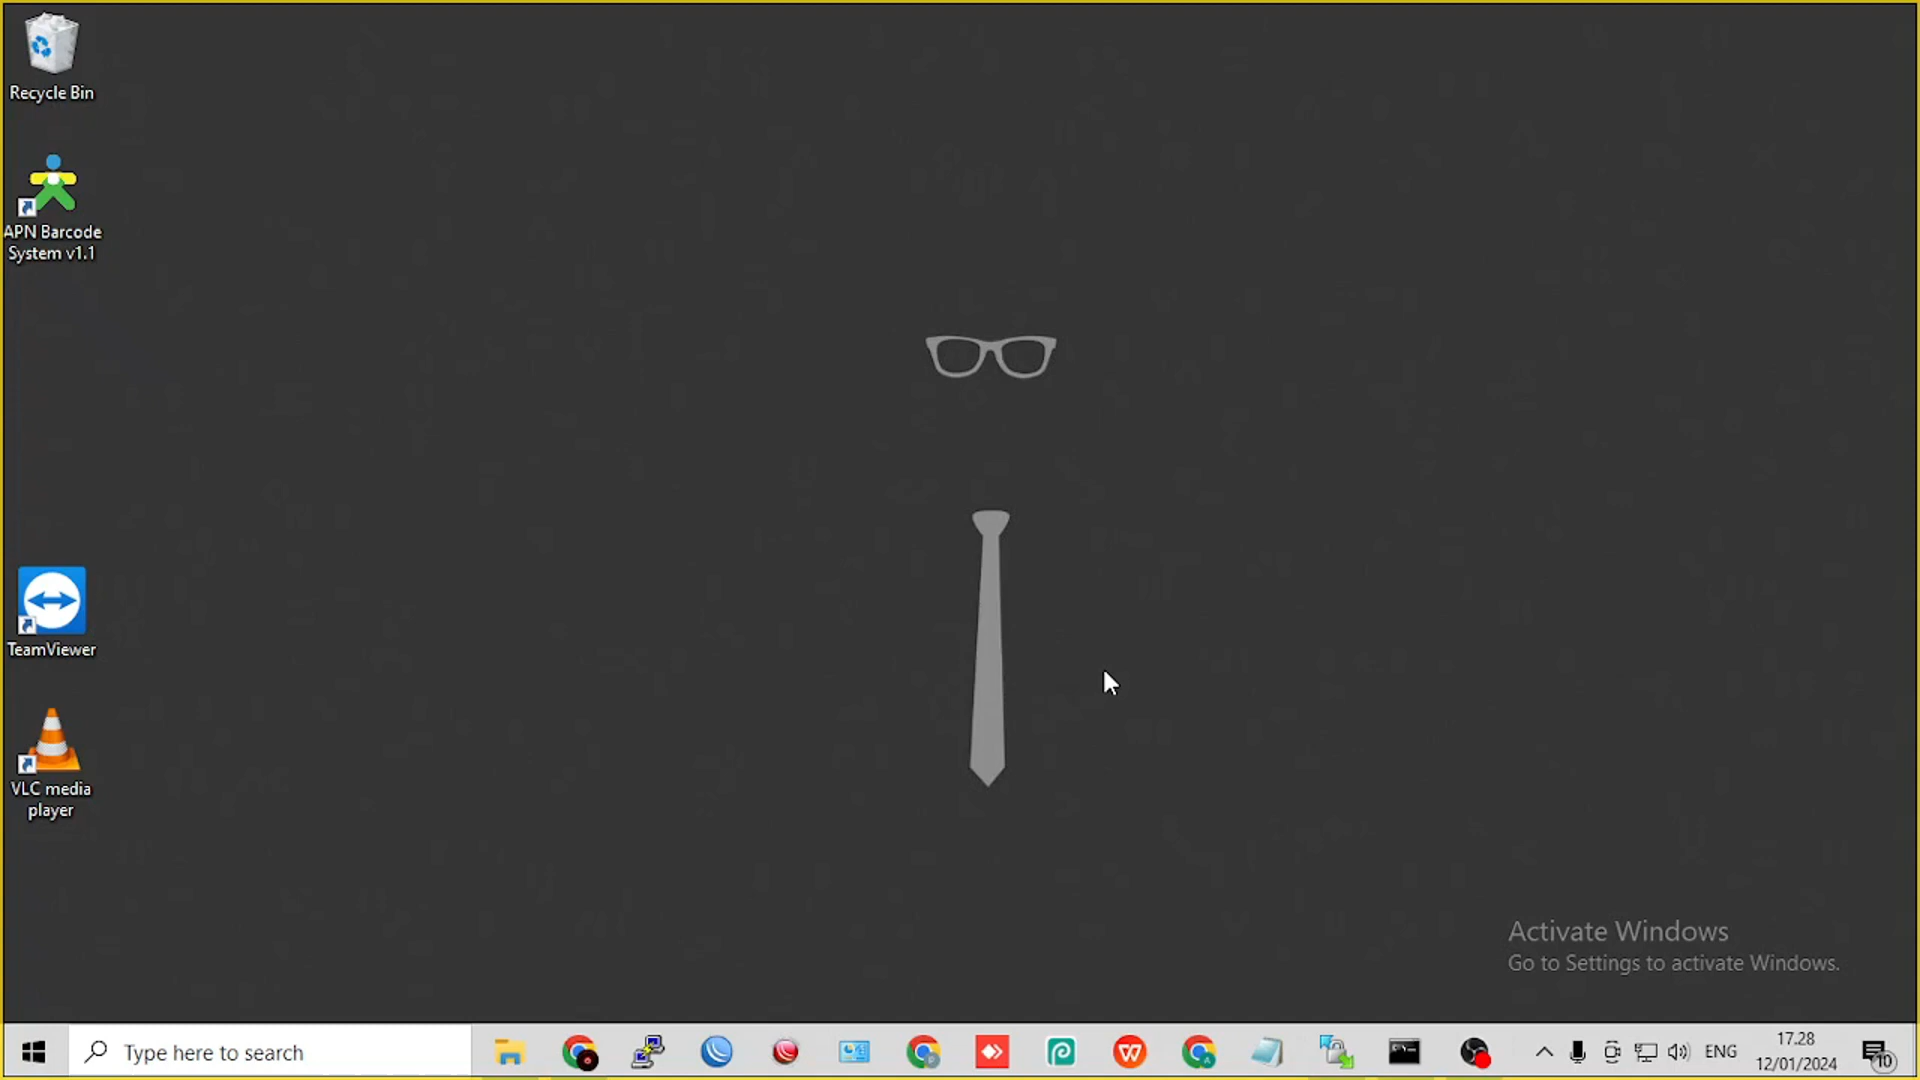 Recycle Bin
APN Barcode
System v1.1
TeamViewer
VLC media
player
Activate Windows
Go to Settings to activate Windows.
Type here to search
ENG
17.28
12/01/2024
10